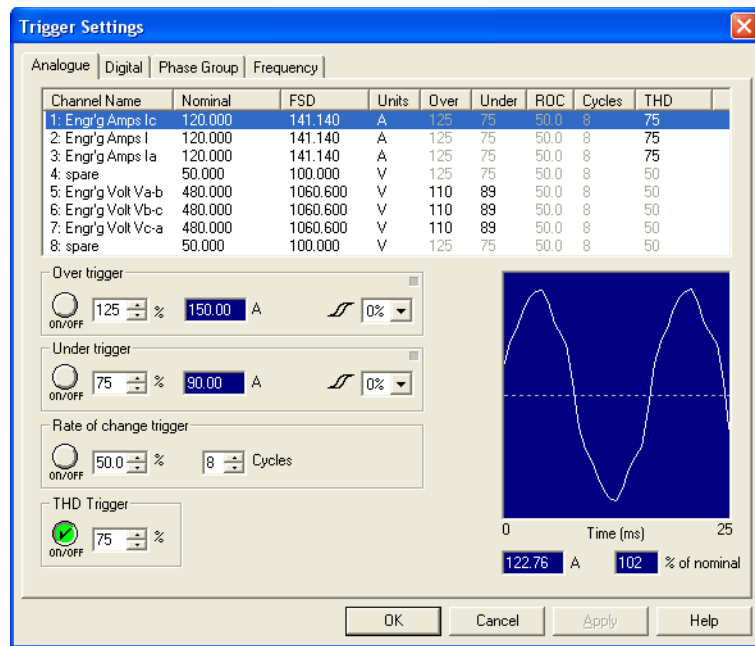 Trigger Settings
Analogue Digital Phase Group Frequency
Channel Name Nominal FSD Units Over Under ROC Cycles THD
1: Engr'g Amps Ic 120.000 141.140 A 125 75 50.0 8 75
2: Engr'g Amps I 120.000 141.140 A 125 75 50.0 8 75
3: Engr'g Amps Ia 120.000 141.140 A 125 75 50.0 8 75
4: spare 50.000 100.000 V 125 75 50.0 8 50
5: Engr'g Volt Va-b 480.000 1060.600 V 110 89 50.0 8 50
6: Engr'g Volt Vb-c 480.000 1060.600 V 110 89 50.0 8 50
7: Engr'g Volt Vc-a 480.000 1060.600 V 110 89 50.0 8 50
8: spare 50.000 100.000 V 125 75 50.0 8 50
Over trigger
on/off 125 % 150.00 A 0%
Under trigger
on/off 75 % 90.00 A 0%
Rate of change trigger
on/off 50.0 % 8 Cycles
THD Trigger
on/off 75 %
0 Time (ms) 25
122.76 A 102 % of nominal
OK Cancel Apply Help